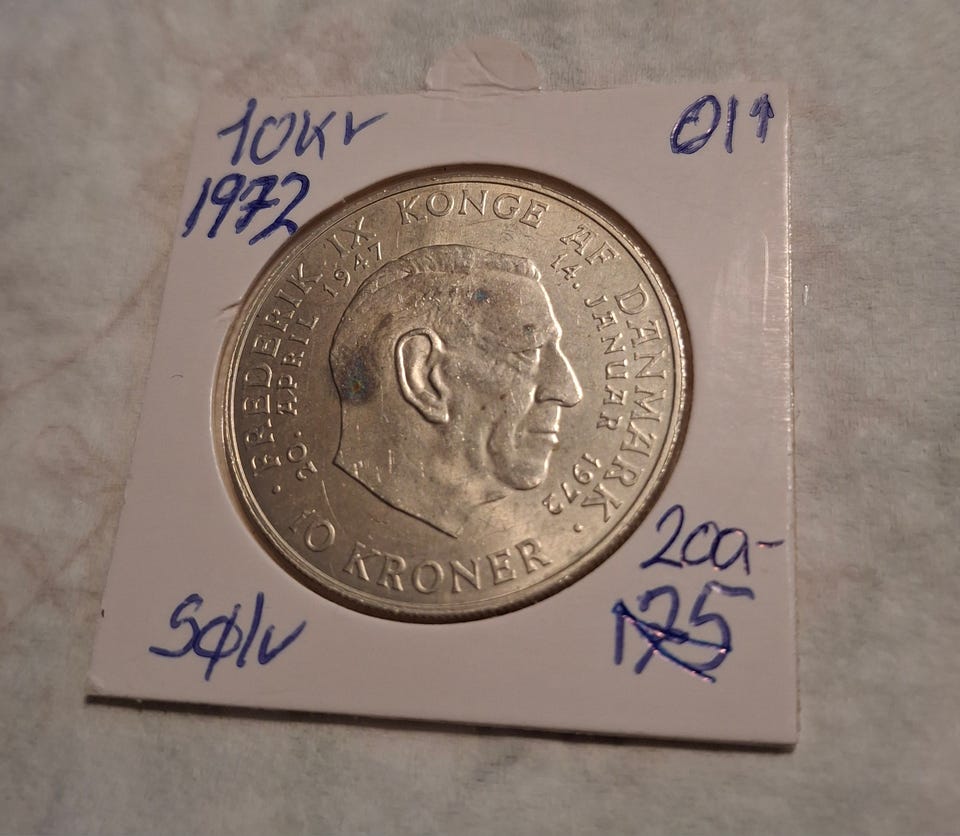 10kr
1972
01↑
FREDERIK IX KONGE AF DANMARK
20. APRIL 1947
14. JANUAR 1972
10 KRONER
Sølv
200,-
175